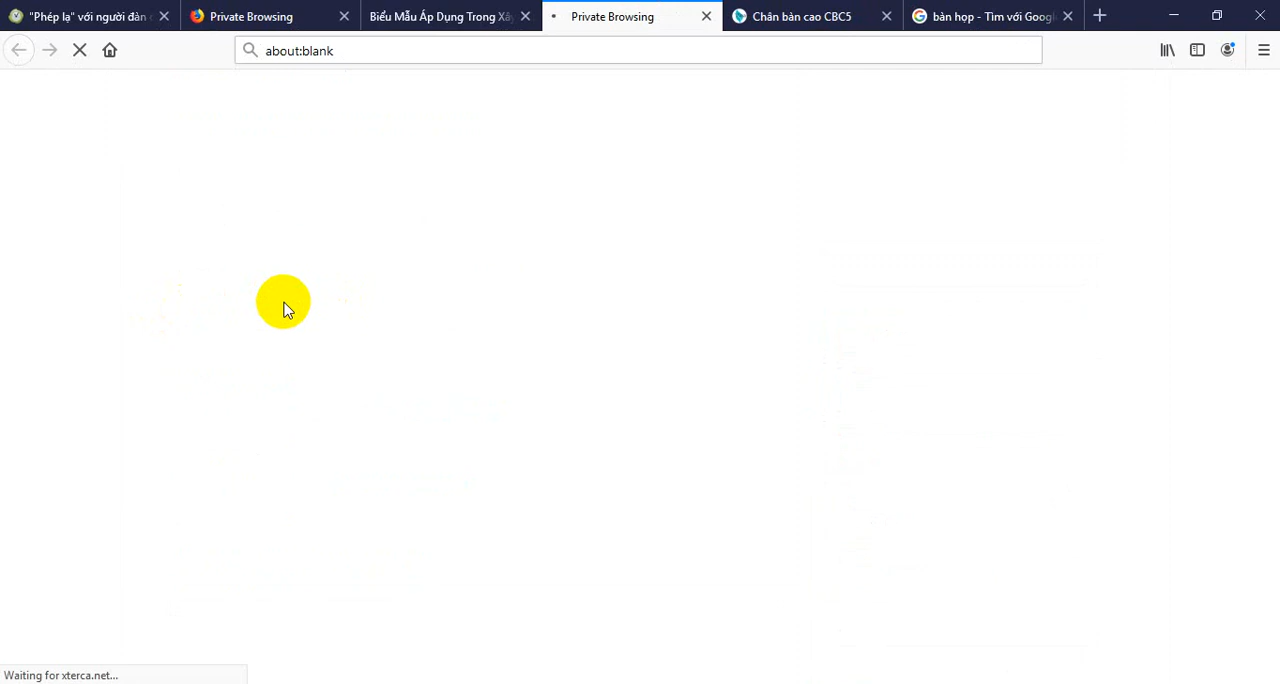 "Phép lạ" với người đàn
Private Browsing
Biểu Mẫu Áp Dụng Trong Xây
Private Browsing
Chân bàn cao CBC5
bàn họp - Tìm với Googl
about:blank
Waiting for xterca.net...